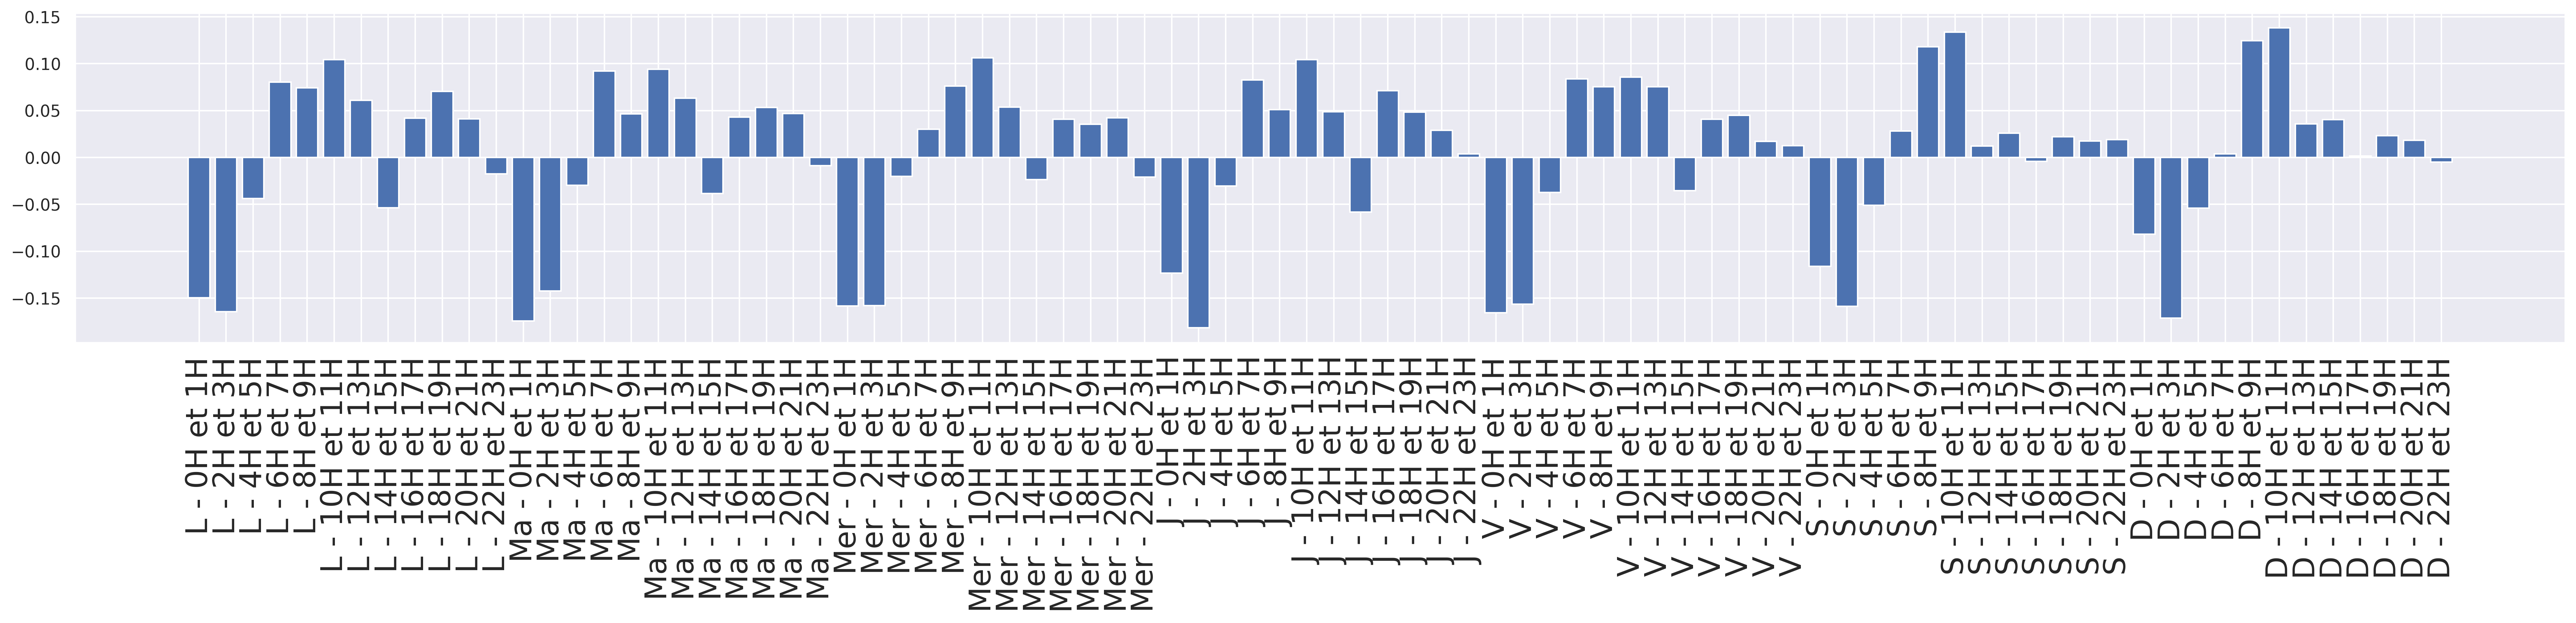 0.15
0.10
0.05
0.00
−0.05
−0.10
−0.15
L - 0H et 1H
L - 2H et 3H
L - 4H et 5H
L - 6H et 7H
L - 8H et 9H
L - 10H et 11H
L - 12H et 13H
L - 14H et 15H
L - 16H et 17H
L - 18H et 19H
L - 20H et 21H
L - 22H et 23H
Ma - 0H et 1H
Ma - 2H et 3H
Ma - 4H et 5H
Ma - 6H et 7H
Ma - 8H et 9H
Ma - 10H et 11H
Ma - 12H et 13H
Ma - 14H et 15H
Ma - 16H et 17H
Ma - 18H et 19H
Ma - 20H et 21H
Ma - 22H et 23H
Mer - 0H et 1H
Mer - 2H et 3H
Mer - 4H et 5H
Mer - 6H et 7H
Mer - 8H et 9H
Mer - 10H et 11H
Mer - 12H et 13H
Mer - 14H et 15H
Mer - 16H et 17H
Mer - 18H et 19H
Mer - 20H et 21H
Mer - 22H et 23H
J - 0H et 1H
J - 2H et 3H
J - 4H et 5H
J - 6H et 7H
J - 8H et 9H
J - 10H et 11H
J - 12H et 13H
J - 14H et 15H
J - 16H et 17H
J - 18H et 19H
J - 20H et 21H
J - 22H et 23H
V - 0H et 1H
V - 2H et 3H
V - 4H et 5H
V - 6H et 7H
V - 8H et 9H
V - 10H et 11H
V - 12H et 13H
V - 14H et 15H
V - 16H et 17H
V - 18H et 19H
V - 20H et 21H
V - 22H et 23H
S - 0H et 1H
S - 2H et 3H
S - 4H et 5H
S - 6H et 7H
S - 8H et 9H
S - 10H et 11H
S - 12H et 13H
S - 14H et 15H
S - 16H et 17H
S - 18H et 19H
S - 20H et 21H
S - 22H et 23H
D - 0H et 1H
D - 2H et 3H
D - 4H et 5H
D - 6H et 7H
D - 8H et 9H
D - 10H et 11H
D - 12H et 13H
D - 14H et 15H
D - 16H et 17H
D - 18H et 19H
D - 20H et 21H
D - 22H et 23H